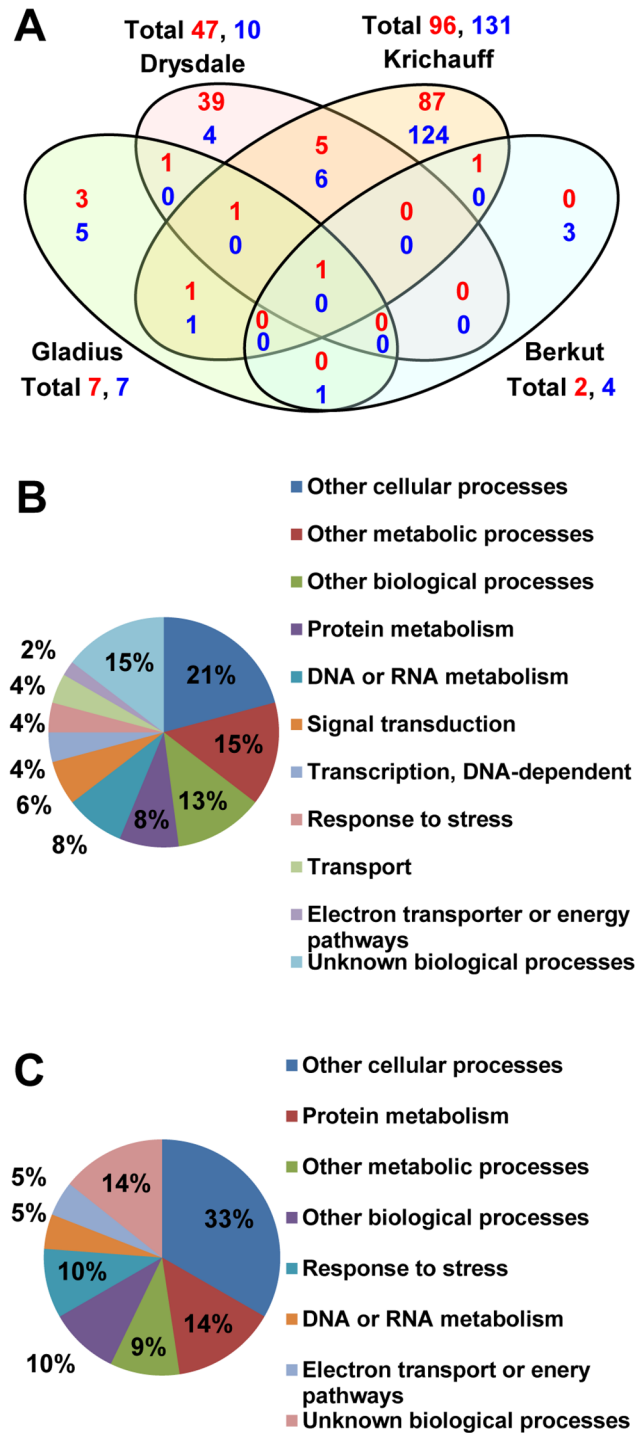 A
Total 47, 10
Drysdale
Total 96, 131
Krichauff
39
4
87
124
5
6
1
0
1
0
3
5
0
3
1
0
0
0
1
0
1
1
0
0
0
0
0
0
0
1
Gladius
Total 7, 7
Berkut
Total 2, 4
B
Other cellular processes
Other metabolic processes
Other biological processes
Protein metabolism
DNA or RNA metabolism
Signal transduction
Transcription, DNA-dependent
Response to stress
Transport
Electron transporter or energy
pathways
Unknown biological processes
21%
15%
13%
8%
8%
6%
4%
4%
4%
2%
15%
C
Other cellular processes
Protein metabolism
Other metabolic processes
Other biological processes
Response to stress
DNA or RNA metabolism
Electron transport or enery
pathways
Unknown biological processes
33%
14%
9%
10%
10%
5%
5%
14%